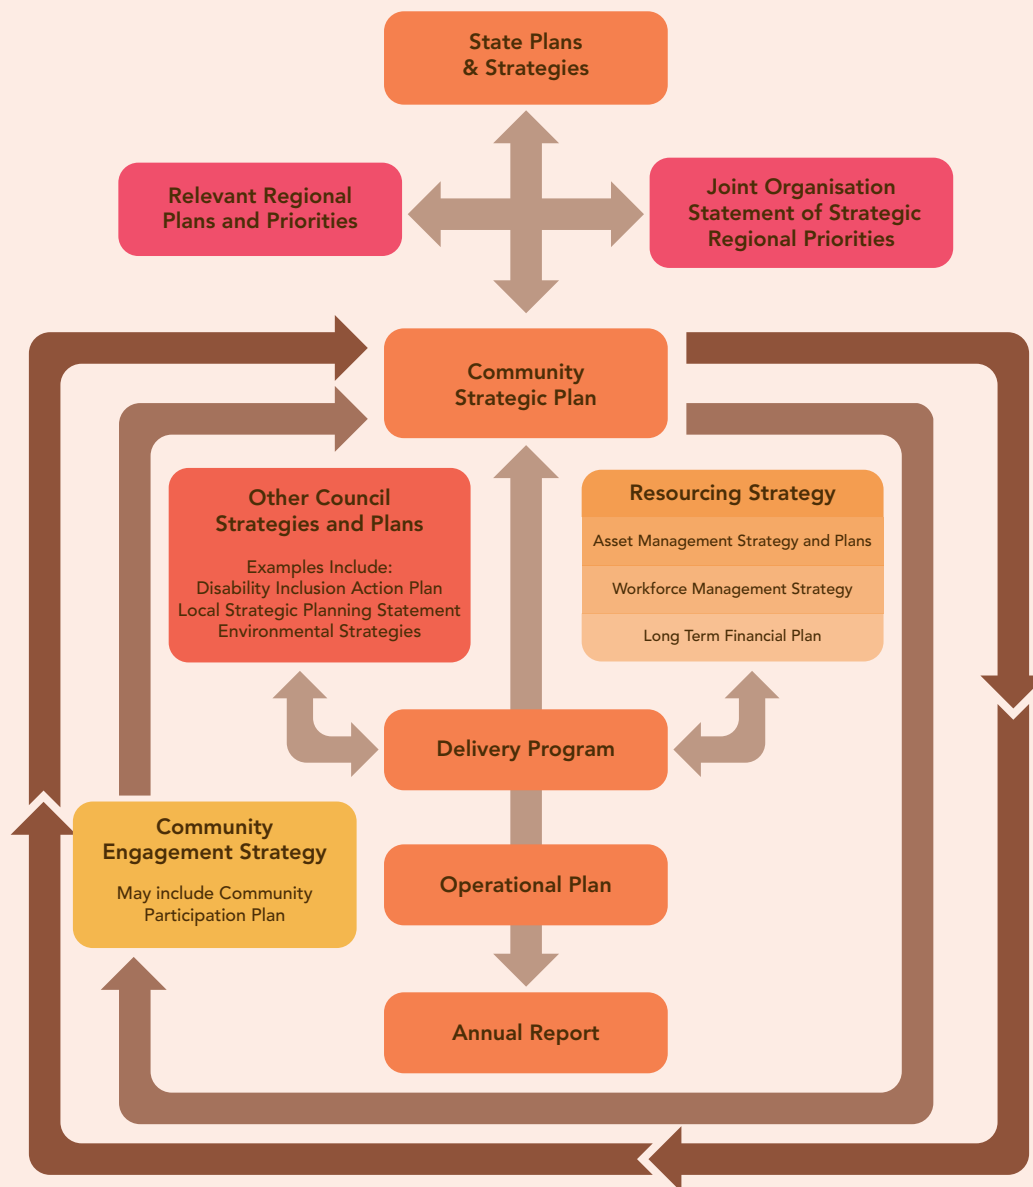 State Plans
& Strategies
Relevant Regional
Plans and Priorities
Joint Organisation
Statement of Strategic
Regional Priorities
Community
Strategic Plan
Other Council
Strategies and Plans
Examples Include:
Disability Inclusion Action Plan
Local Strategic Planning Statement
Environmental Strategies
Resourcing Strategy
Asset Management Strategy and Plans
Workforce Management Strategy
Long Term Financial Plan
Delivery Program
Community
Engagement Strategy
May include Community
Participation Plan
Operational Plan
Annual Report